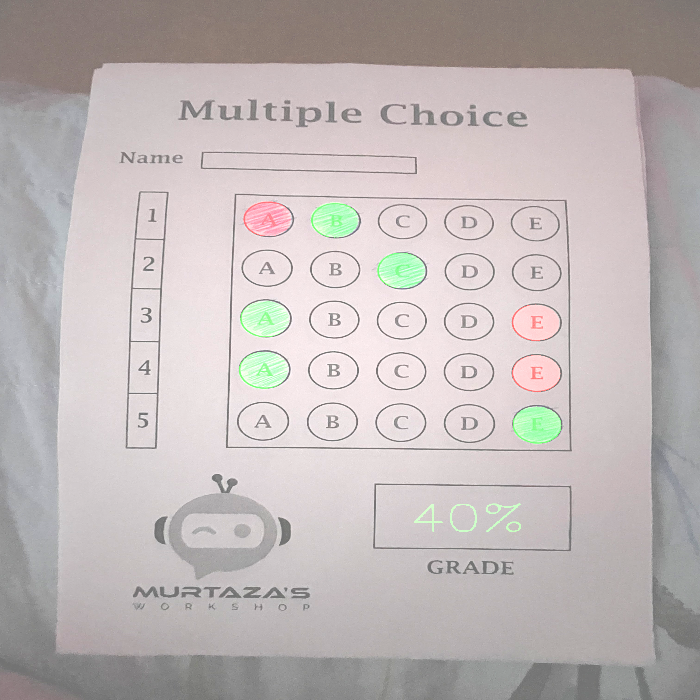 Multiple Choice
Name
1 A B C D E
2 A B C D E
3 A B C D E
4 A B C D E
5 A B C D E
40%
GRADE
MURTAZA'S
WORKSHOP